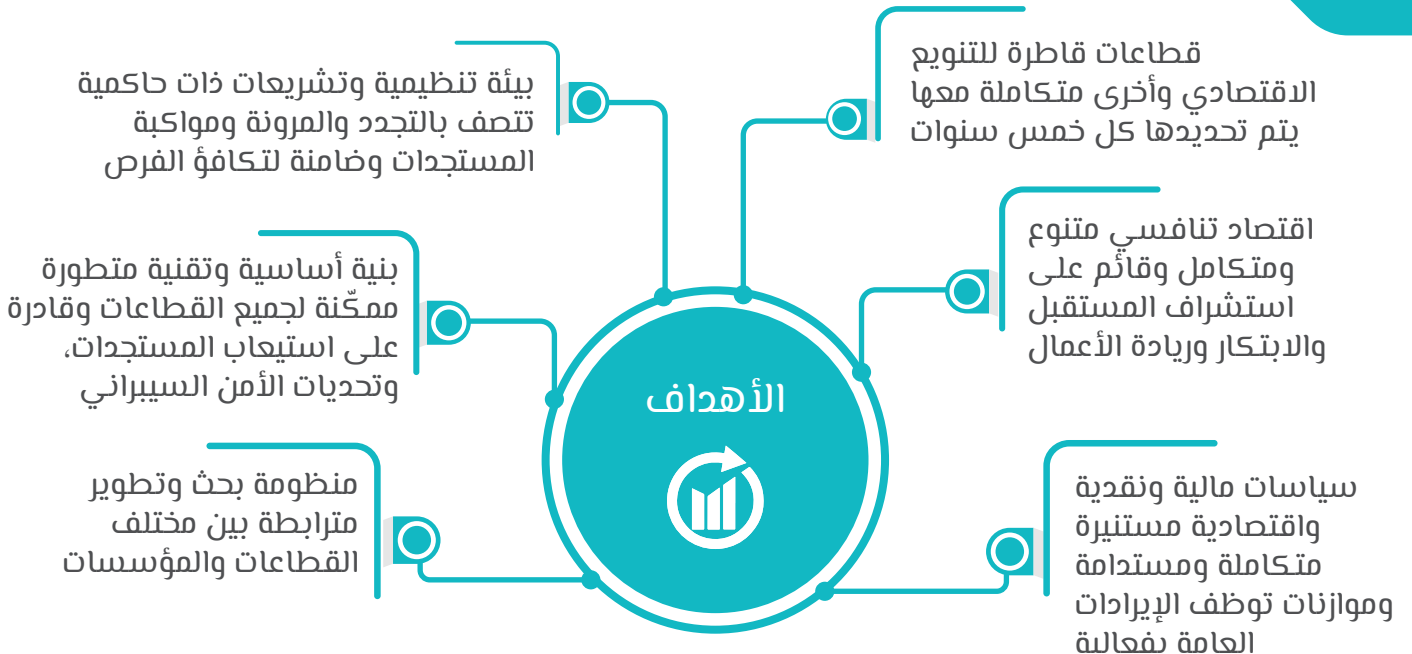 قطاعات قاطرة للتنويع
الاقتصادي وأخرى متكاملة معها
يتم تحديدها كل خمس سنوات
اقتصاد تنافسي متنوع
ومتكامل وقائم على
استشراف المستقبل
والابتكار وريادة الأعمال
سياسات مالية ونقدية
واقتصادية مستنيرة
متكاملة ومستدامة
وموازنات توظف الإيرادات
العامة بفعالية
الأهداف
بيئة تنظيمية وتشريعات ذات حاكمية
تتصف بالتجدد والمرونة ومواكبة
المستجدات وضامنة لتكافؤ الفرص
بنية أساسية وتقنية متطورة
ممكّنة لجميع القطاعات وقادرة
على استيعاب المستجدات،
وتحديات الأمن السيبراني
منظومة بحث وتطوير
مترابطة بين مختلف
القطاعات والمؤسسات